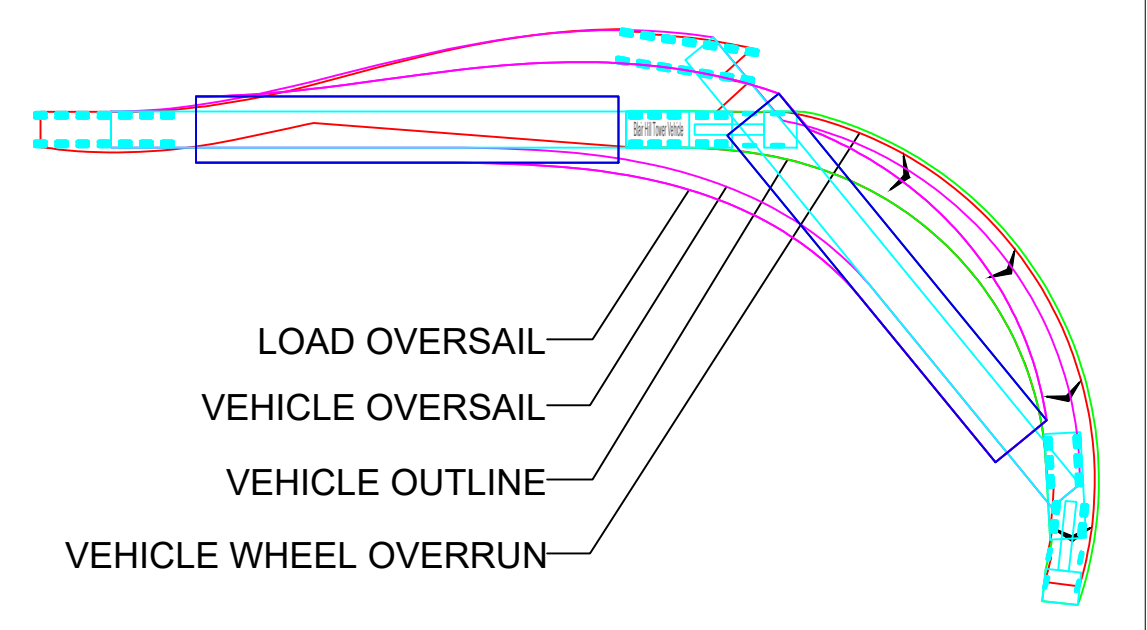 Blair Hill Tower Vehicle
LOAD OVERSAIL
VEHICLE OVERSAIL
VEHICLE OUTLINE
VEHICLE WHEEL OVERRUN